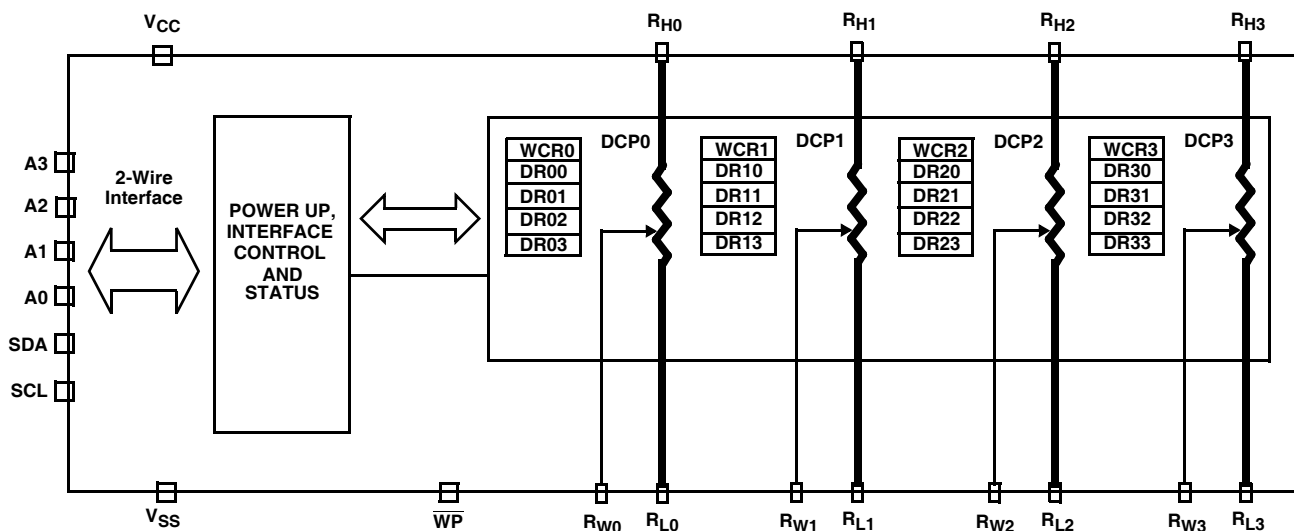 VCC
RH0
RH1
RH2
RH3
A3
A2
A1
A0
SDA
SCL
2-Wire
Interface
POWER UP,
INTERFACE
CONTROL
AND
STATUS
WCR0
DR00
DR01
DR02
DR03
DCP0
WCR1
DR10
DR11
DR12
DR13
DCP1
WCR2
DR20
DR21
DR22
DR23
DCP2
WCR3
DR30
DR31
DR32
DR33
DCP3
VSS
WP
RW0
RL0
RW1
RL1
RW2
RL2
RW3
RL3